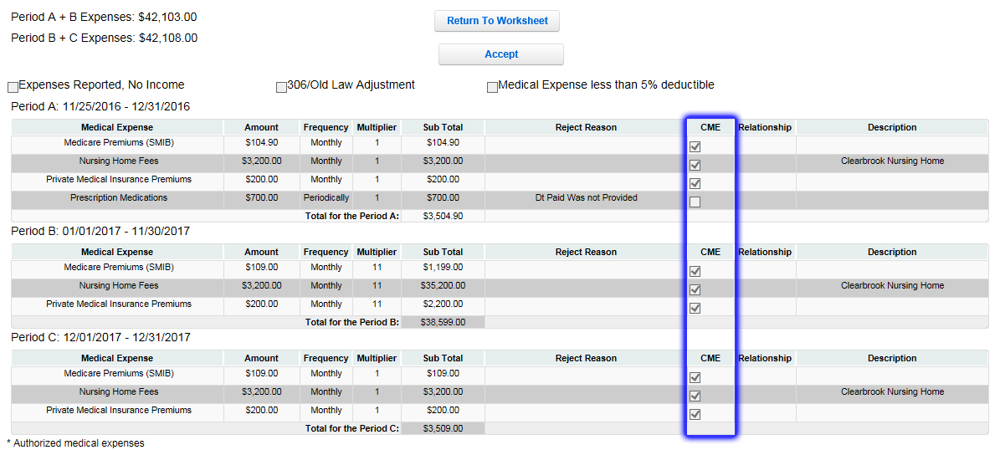 Period A + B Expenses: $42,103.00
Return To Worksheet
Period B + C Expenses: $42,108.00
Accept
Expenses Reported, No Income 306/Old Law Adjustment Medical Expense less than 5% deductible
Period A: 11/25/2016 - 12/31/2016
Medical Expense Amount Frequency Multiplier Sub Total Reject Reason CME Relationship Description
Medicare Premiums (SMIB) $104.90 Monthly 1 $104.90
Nursing Home Fees $3,200.00 Monthly 1 $3,200.00 Clearbrook Nursing Home
Private Medical Insurance Premiums $200.00 Monthly 1 $200.00
Prescription Medications $700.00 Periodically 1 $700.00 Dt Paid Was not Provided
Total for the Period A: $3,504.90
Period B: 01/01/2017 - 11/30/2017
Medical Expense Amount Frequency Multiplier Sub Total Reject Reason CME Relationship Description
Medicare Premiums (SMIB) $109.00 Monthly 11 $1,199.00
Nursing Home Fees $3,200.00 Monthly 11 $35,200.00 Clearbrook Nursing Home
Private Medical Insurance Premiums $200.00 Monthly 11 $2,200.00
Total for the Period B: $38,599.00
Period C: 12/01/2017 - 12/31/2017
Medical Expense Amount Frequency Multiplier Sub Total Reject Reason CME Relationship Description
Medicare Premiums (SMIB) $109.00 Monthly 1 $109.00
Nursing Home Fees $3,200.00 Monthly 1 $3,200.00 Clearbrook Nursing Home
Private Medical Insurance Premiums $200.00 Monthly 1 $200.00
Total for the Period C: $3,509.00
* Authorized medical expenses